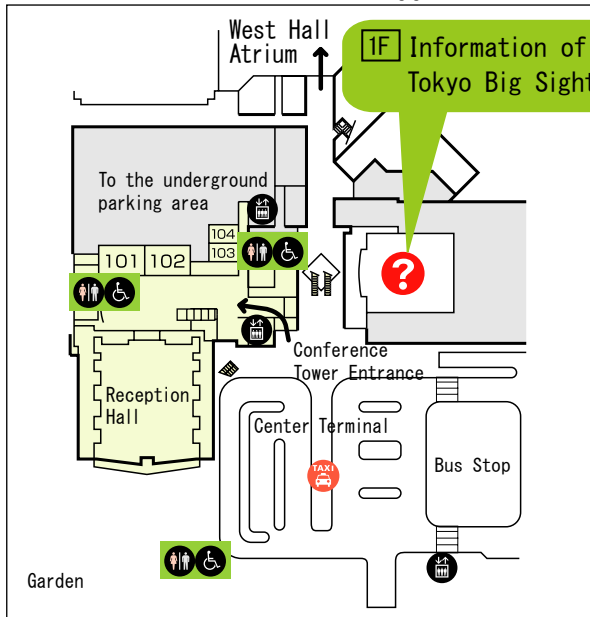 West Hall
Atrium
1F Information of
Tokyo Big Sight
To the underground
parking area
104
103
101
102
?
Conference
Tower Entrance
Reception
Hall
Center Terminal
TAXI
Bus Stop
Garden